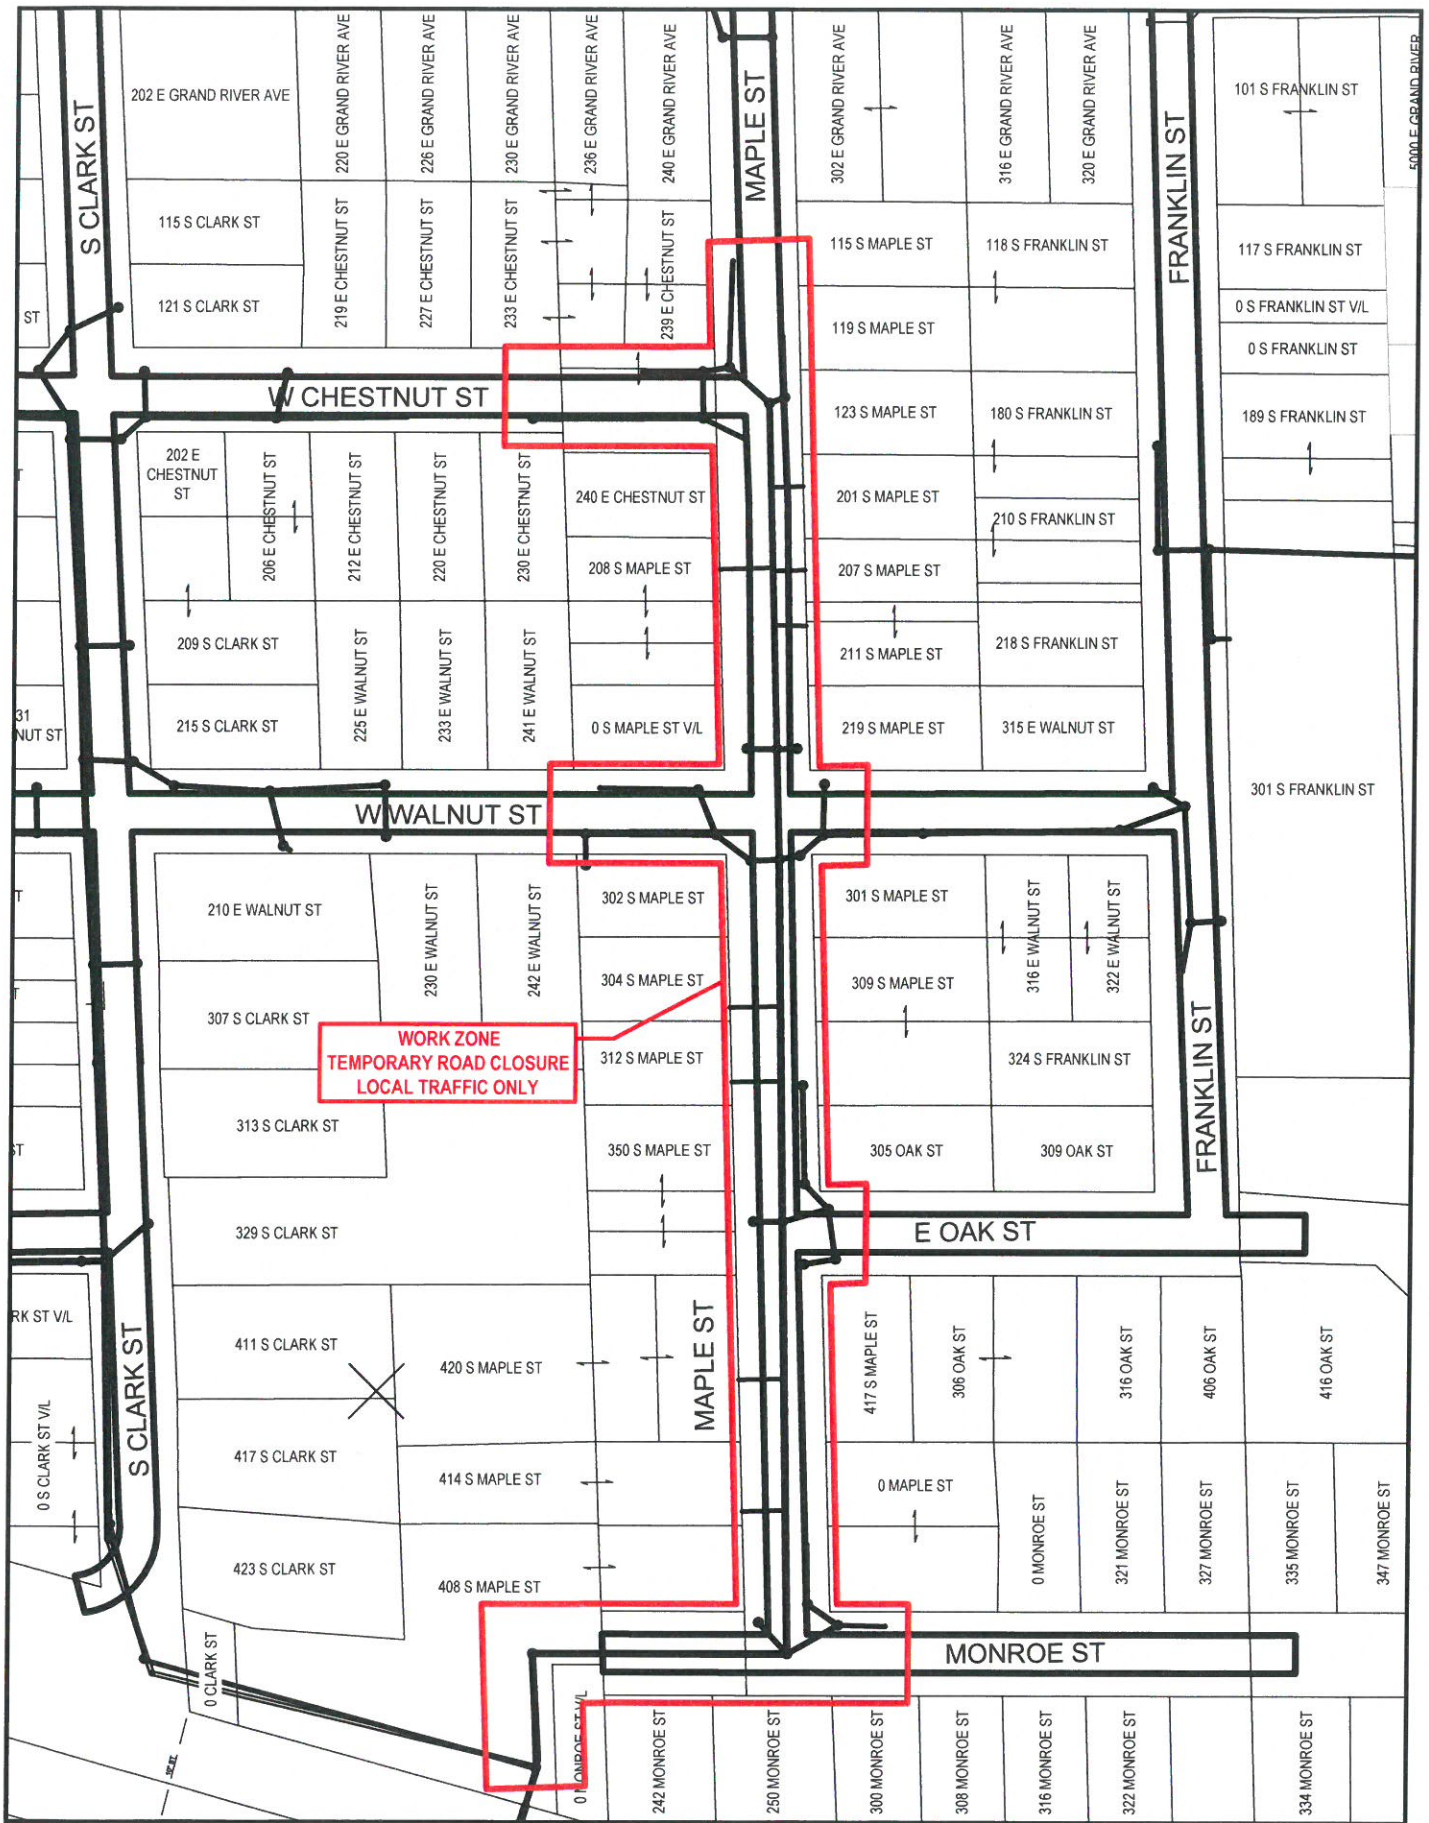 202 E GRAND RIVER AVE
220 E GRAND RIVER AVE
226 E GRAND RIVER AVE
230 E GRAND RIVER AVE
236 E GRAND RIVER AVE
240 E GRAND RIVER AVE
302 E GRAND RIVER AVE
316 E GRAND RIVER AVE
320 E GRAND RIVER AVE
101 S FRANKLIN ST
5000 E GRAND RIVER
S CLARK ST
MAPLE ST
FRANKLIN ST
115 S CLARK ST
121 S CLARK ST
ST
219 E CHESTNUT ST
227 E CHESTNUT ST
233 E CHESTNUT ST
239 E CHESTNUT ST
115 S MAPLE ST
118 S FRANKLIN ST
117 S FRANKLIN ST
0 S FRANKLIN ST V/L
119 S MAPLE ST
0 S FRANKLIN ST
W CHESTNUT ST
123 S MAPLE ST
180 S FRANKLIN ST
189 S FRANKLIN ST
202 E
CHESTNUT
ST
206 E CHESTNUT ST
212 E CHESTNUT ST
220 E CHESTNUT ST
230 E CHESTNUT ST
240 E CHESTNUT ST
201 S MAPLE ST
210 S FRANKLIN ST
208 S MAPLE ST
207 S MAPLE ST
209 S CLARK ST
225 E WALNUT ST
233 E WALNUT ST
241 E WALNUT ST
211 S MAPLE ST
218 S FRANKLIN ST
31
NUT ST
215 S CLARK ST
0 S MAPLE ST V/L
219 S MAPLE ST
315 E WALNUT ST
301 S FRANKLIN ST
W WALNUT ST
210 E WALNUT ST
230 E WALNUT ST
242 E WALNUT ST
302 S MAPLE ST
301 S MAPLE ST
316 E WALNUT ST
322 E WALNUT ST
304 S MAPLE ST
309 S MAPLE ST
307 S CLARK ST
WORK ZONE
TEMPORARY ROAD CLOSURE
LOCAL TRAFFIC ONLY
312 S MAPLE ST
324 S FRANKLIN ST
FRANKLIN ST
313 S CLARK ST
350 S MAPLE ST
305 OAK ST
309 OAK ST
ST
329 S CLARK ST
E OAK ST
RK ST V/L
S CLARK ST
411 S CLARK ST
420 S MAPLE ST
MAPLE ST
417 S MAPLE ST
306 OAK ST
316 OAK ST
406 OAK ST
416 OAK ST
0 S CLARK ST V/L
417 S CLARK ST
414 S MAPLE ST
0 MAPLE ST
0 MONROE ST
321 MONROE ST
327 MONROE ST
335 MONROE ST
347 MONROE ST
423 S CLARK ST
408 S MAPLE ST
0 CLARK ST
MONROE ST
0 MONROE ST V/L
242 MONROE ST
250 MONROE ST
300 MONROE ST
308 MONROE ST
316 MONROE ST
322 MONROE ST
334 MONROE ST